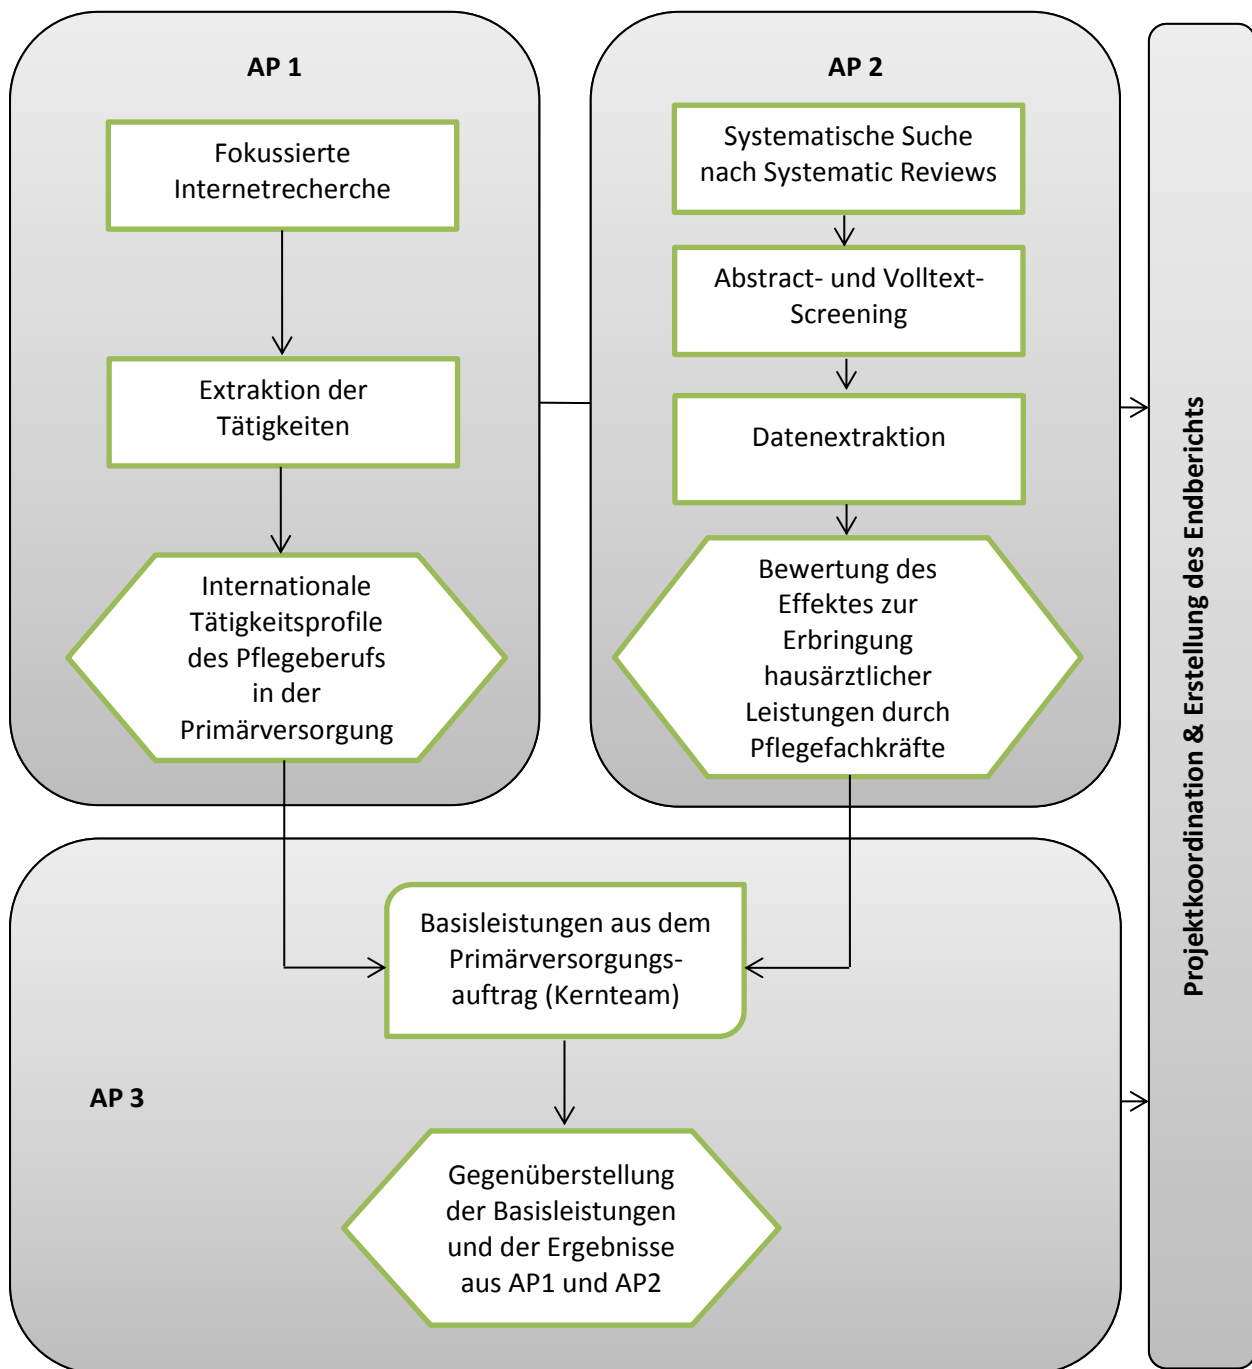 AP 1
Fokussierte
Internetrecherche
Extraktion der
Tätigkeiten
Internationale
Tätigkeitsprofile
des Pflegeberufs
in der
Primärversorgung
AP 2
Systematische Suche
nach Systematic Reviews
Abstract- und Volltext-
Screening
Datenextraktion
Bewertung des
Effektes zur
Erbringung
hausärztlicher
Leistungen durch
Pflegefachkräfte
AP 3
Basisleistungen aus dem
Primärversorgungs-
auftrag (Kernteam)
Gegenüberstellung
der Basisleistungen
und der Ergebnisse
aus AP1 und AP2
Projektkoordination & Erstellung des Endberichts